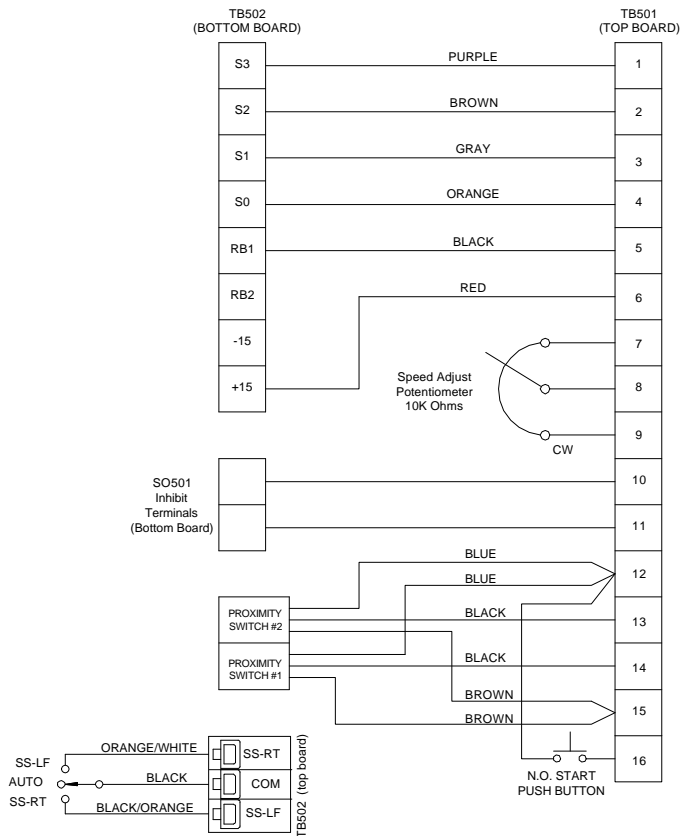 TB502
(BOTTOM BOARD)
TB501
(TOP BOARD)
S3
PURPLE
1
S2
BROWN
2
S1
GRAY
3
S0
ORANGE
4
RB1
BLACK
5
RB2
RED
6
-15
7
+15
Speed Adjust
Potentiometer
10K Ohms
8
9
CW
SO501
Inhibit
Terminals
(Bottom Board)
10
11
BLUE
12
BLUE
PROXIMITY
SWITCH #2
BLACK
13
PROXIMITY
SWITCH #1
BLACK
14
BROWN
15
BROWN
16
N.O. START
PUSH BUTTON
SS-LF
AUTO
SS-RT
ORANGE/WHITE
BLACK
BLACK/ORANGE
SS-RT
COM
SS-LF
TB502 (top board)